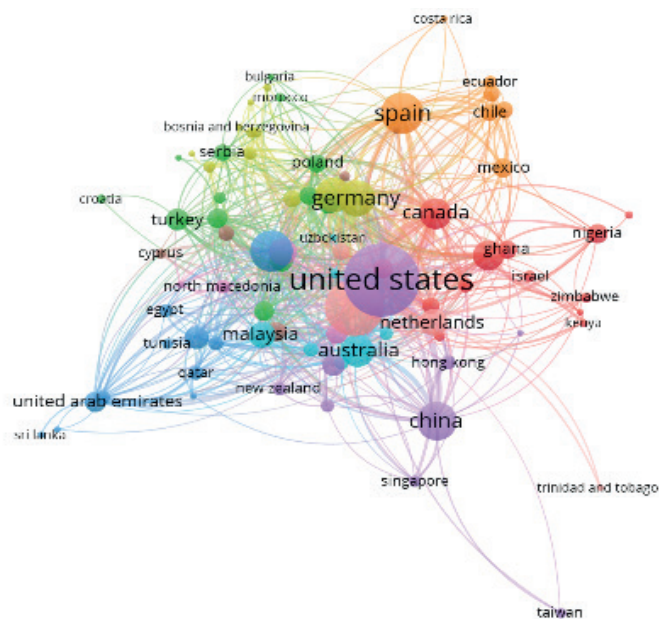 costa rica
bulgaria
ecuador
morocco
spain
chile
bosnia and herzegovina
serbia
poland
mexico
croatia
germany
canada
turkey
nigeria
uzbekistan
cyprus
ghana
united states
israel
north macedonia
zimbabwe
egypt
netherlands
kenya
malaysia
tunisia
australia
hong kong
qatar
new zealand
united arab emirates
china
sri lanka
singapore
trinidad and tobago
taiwan